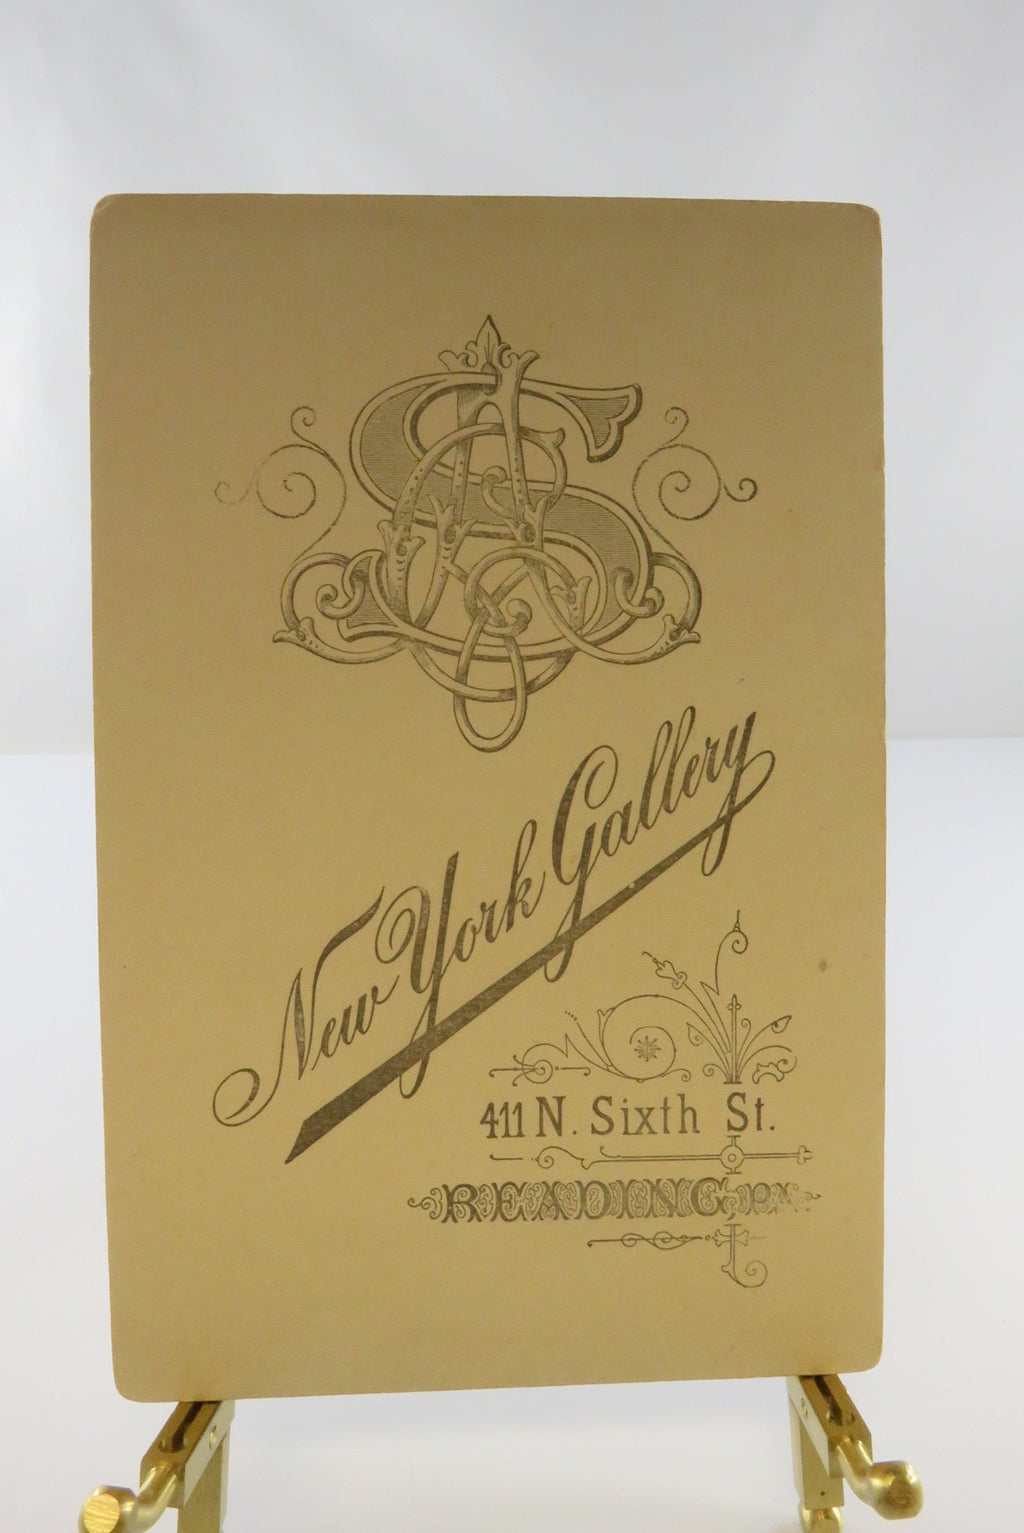 New York Gallery
411 N. Sixth St.
READING, PA.